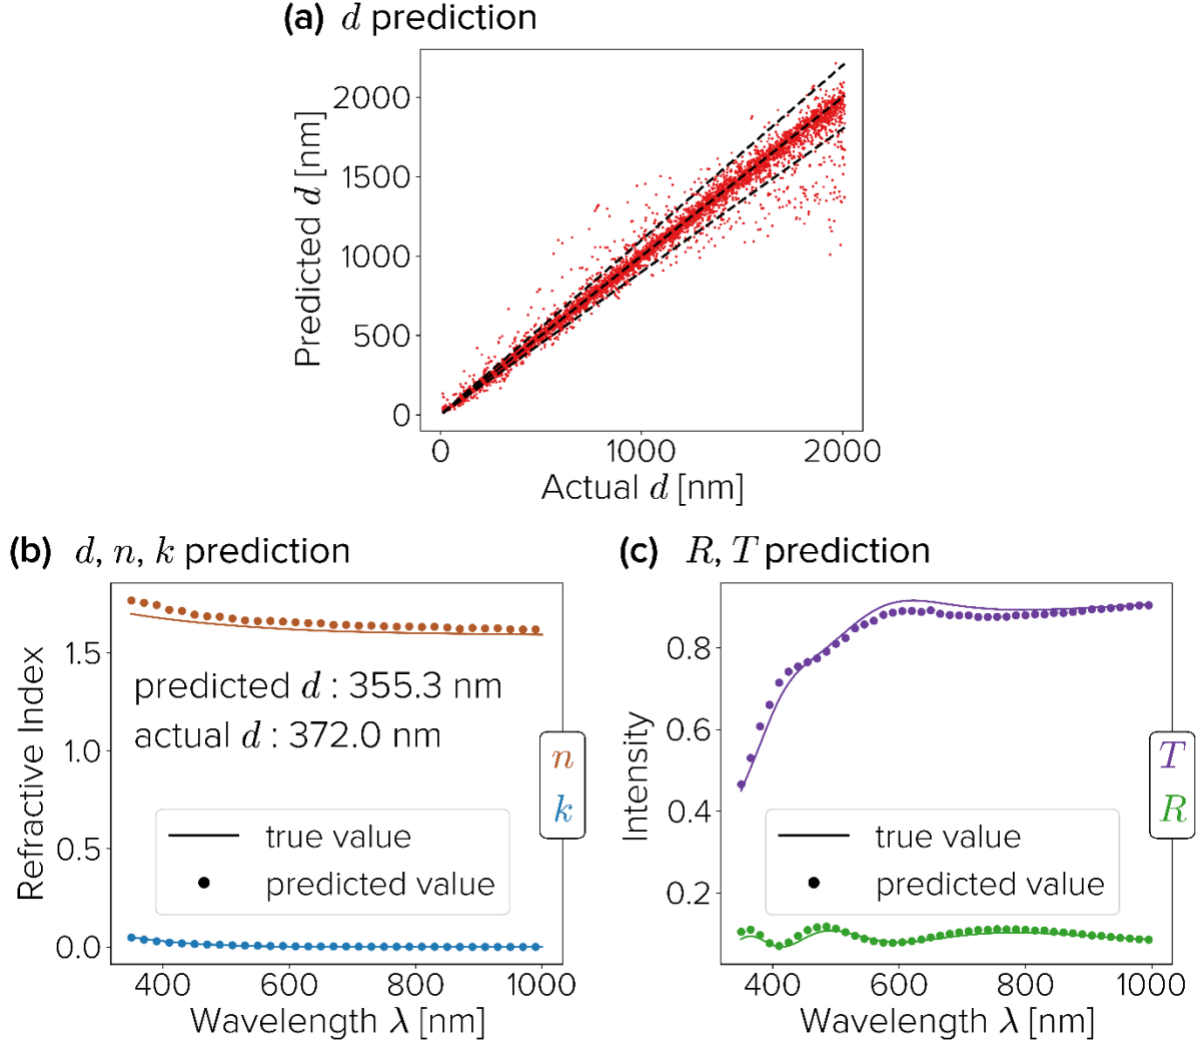 (a) d prediction
2000
1500
1000
500
0
Predicted d [nm]
0 1000 2000
Actual d [nm]
(b) d, n, k prediction
1.5
1.0
0.5
0.0
Refractive Index
predicted d : 355.3 nm
actual d : 372.0 nm
n
k
true value
predicted value
400 600 800 1000
Wavelength λ [nm]
(c) R, T prediction
0.8
0.6
0.4
0.2
Intensity
T
R
true value
predicted value
400 600 800 1000
Wavelength λ [nm]